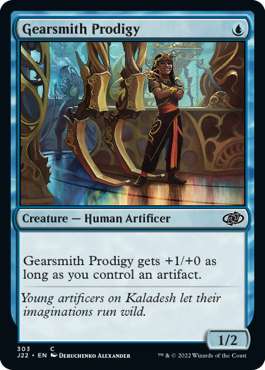 Gearsmith Prodigy
Creature — Human Artificer
Gearsmith Prodigy gets +1/+0 as
long as you control an artifact.
Young artificers on Kaladesh let their
imaginations run wild.
1/2
303 C
J22 • EN DERUCHENKO ALEXANDER
™ & © 2022 Wizards of the Coast